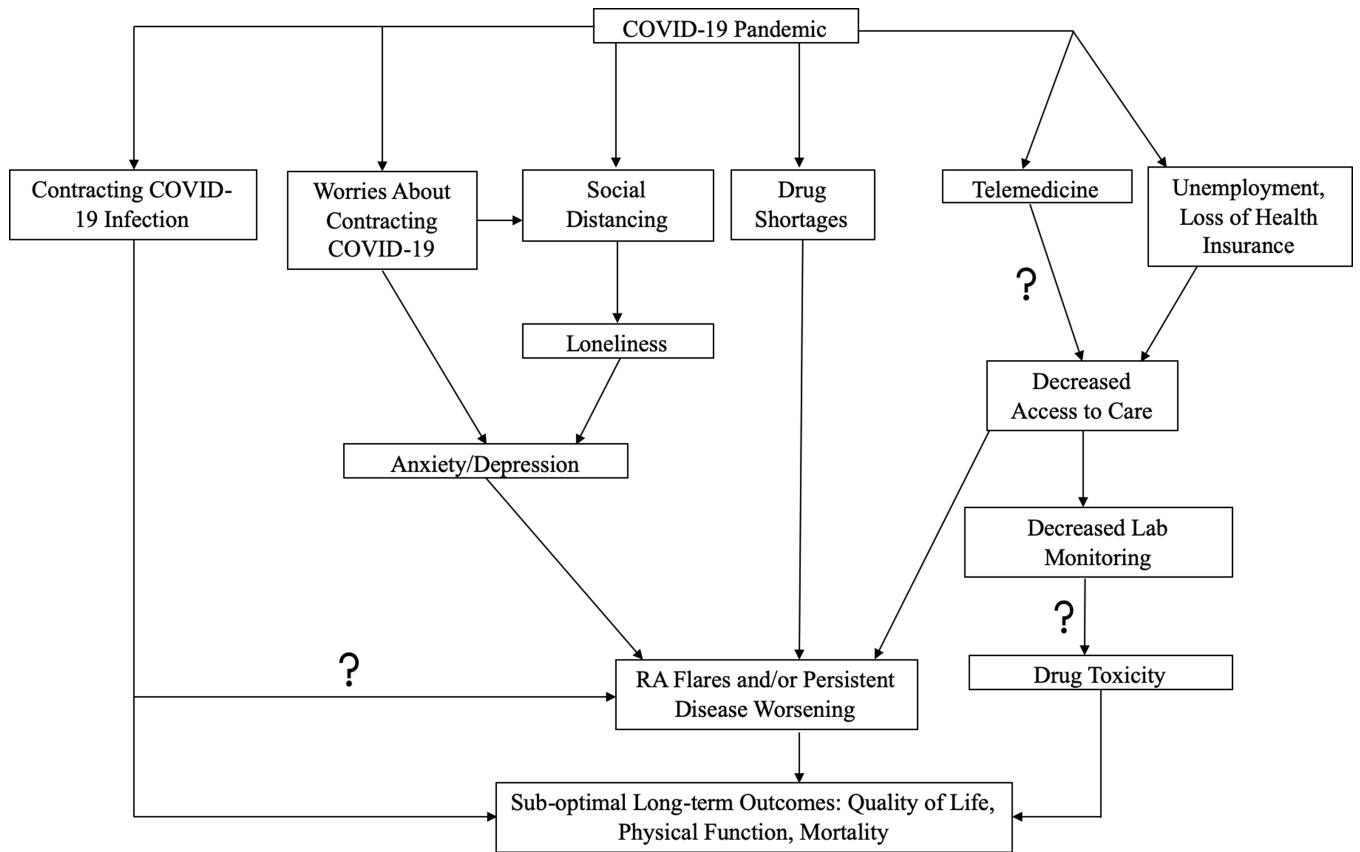 COVID-19 Pandemic
Contracting COVID-
19 Infection
Worries About
Contracting
COVID-19
Social
Distancing
Drug
Shortages
Telemedicine
Unemployment,
Loss of Health
Insurance
?
Loneliness
Decreased
Access to Care
Anxiety/Depression
Decreased Lab
Monitoring
?
?
RA Flares and/or Persistent
Disease Worsening
Drug Toxicity
Sub-optimal Long-term Outcomes: Quality of Life,
Physical Function, Mortality